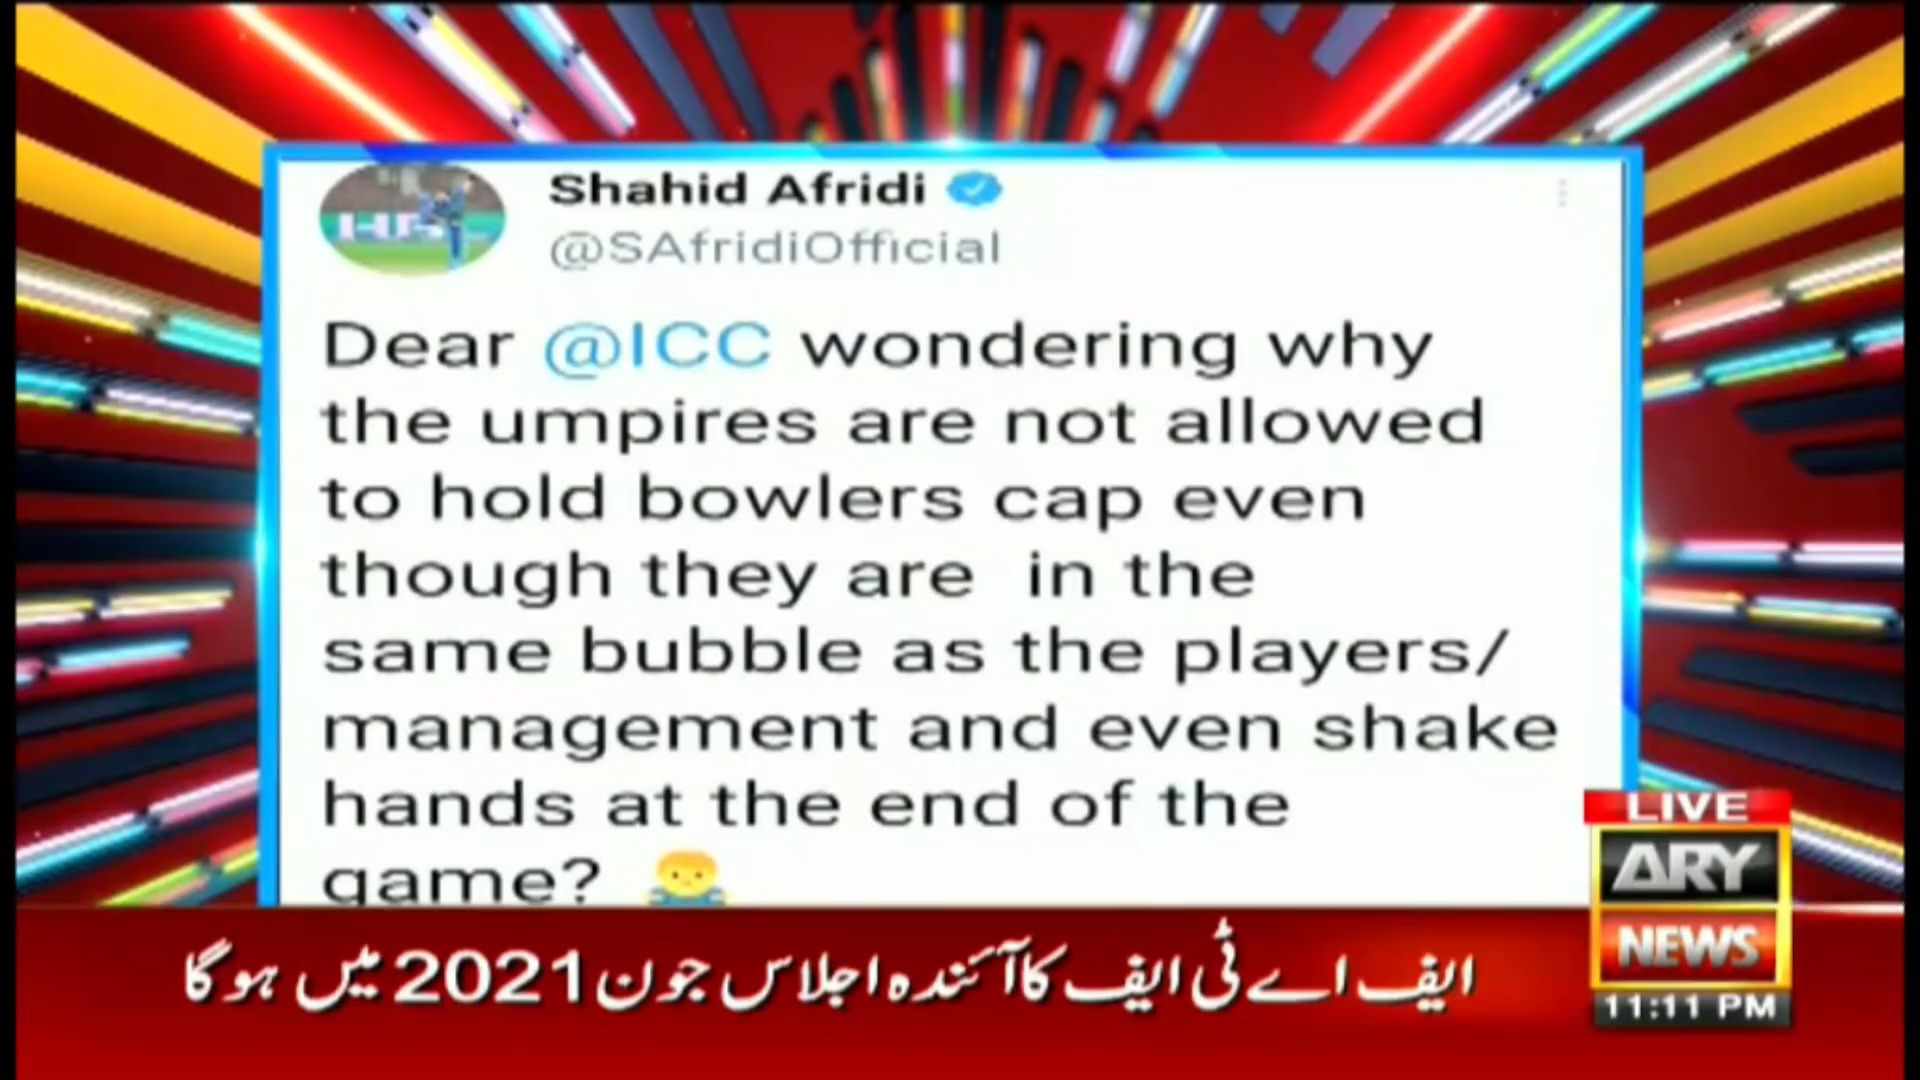 Shahid Afridi
@SAfridiOfficial
Dear @ICC wondering why
the umpires are not allowed
to hold bowlers cap even
though they are in the
same bubble as the players/
management and even shake
hands at the end of the
game?
LIVE
ARY
NEWS
11:11 PM
ایف اے ٹی ایف کا آئندہ اجلاس جون 2021 میں ہوگا